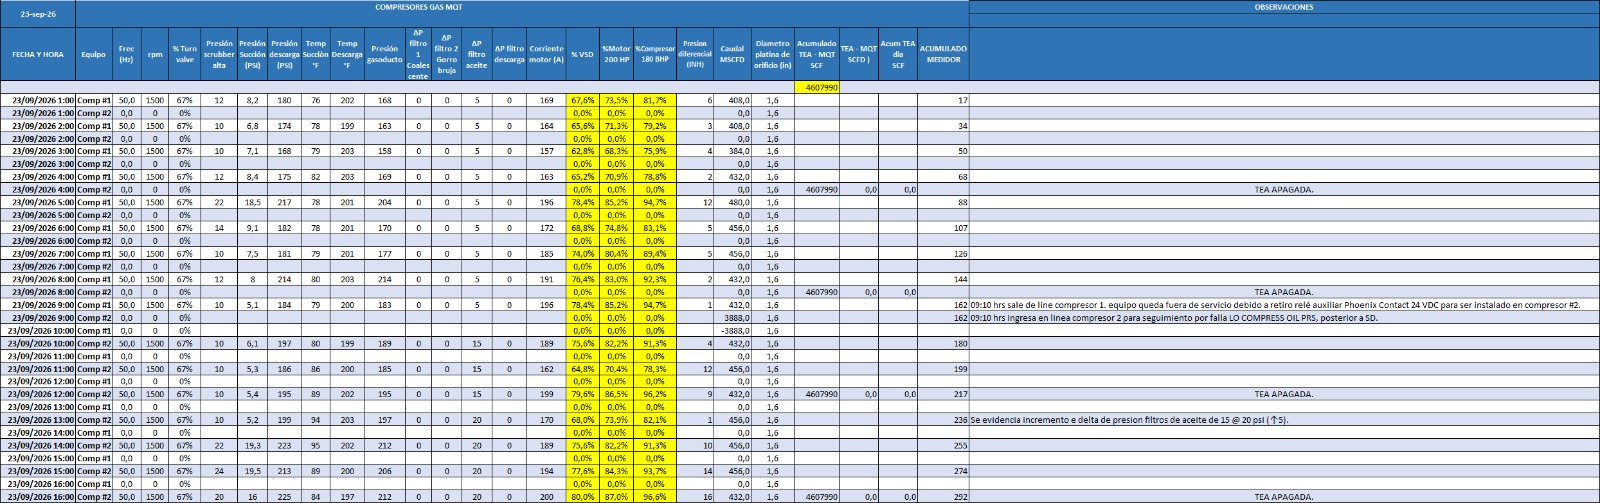 23-sep-26 COMPRESORES GAS MQT OBSERVACIONES
FECHA Y HORA Equipo Frec (Hz) rpm % Turn valve Presión scrubber alta Presión Succión (PSI) Presión descarga (PSI) Temp Succión °F Temp Descarga °F Presión gasoducto ΔP filtro 1 Coales cente ΔP filtro 2 Gorro bruja ΔP filtro aceite ΔP filtro descarga Corriente motor (A) % VSD %Motor 200 HP %Compresor 180 BHP Presion diferencial (INH) Caudal MSCFD Diametro platina de orificio (in) Acumulado TEA - MQT SCF TEA - MQT SCFD ) Acum TEA dia SCF ACUMULADO MEDIDOR
4607990
23/09/2026 1:00 Comp #1 50,0 1500 67% 12 8,2 180 76 202 168 0 0 5 0 169 67,6% 73,5% 81,7% 6 408,0 1,6 17
23/09/2026 1:00 Comp #2 0,0 0 0% 0,0% 0,0% 0,0% 0,0 1,6
23/09/2026 2:00 Comp #1 50,0 1500 67% 10 6,8 174 78 199 163 0 0 5 0 164 65,6% 71,3% 79,2% 3 408,0 1,6 34
23/09/2026 2:00 Comp #2 0,0 0 0% 0,0% 0,0% 0,0% 0,0 1,6
23/09/2026 3:00 Comp #1 50,0 1500 67% 10 7,1 168 79 203 158 0 0 5 0 157 62,8% 68,3% 75,9% 4 384,0 1,6 50
23/09/2026 3:00 Comp #2 0,0 0 0% 0,0% 0,0% 0,0% 0,0 1,6
23/09/2026 4:00 Comp #1 50,0 1500 67% 12 8,4 175 82 203 169 0 0 5 0 163 65,2% 70,9% 78,8% 2 432,0 1,6 68
23/09/2026 4:00 Comp #2 0,0 0 0% 0,0% 0,0% 0,0% 0,0 1,6 4607990 0,0 0,0 TEA APAGADA.
23/09/2026 5:00 Comp #1 50,0 1500 67% 22 18,5 217 78 201 204 0 0 5 0 196 78,4% 85,2% 94,7% 12 480,0 1,6 88
23/09/2026 5:00 Comp #2 0,0 0 0% 0,0% 0,0% 0,0% 0,0 1,6
23/09/2026 6:00 Comp #1 50,0 1500 67% 14 9,1 182 78 201 170 0 0 5 0 172 68,8% 74,8% 83,1% 5 456,0 1,6 107
23/09/2026 6:00 Comp #2 0,0 0 0% 0,0% 0,0% 0,0% 0,0 1,6
23/09/2026 7:00 Comp #1 50,0 1500 67% 10 7,5 181 79 201 177 0 0 5 0 185 74,0% 80,4% 89,4% 5 456,0 1,6 126
23/09/2026 7:00 Comp #2 0,0 0 0% 0,0% 0,0% 0,0% 0,0 1,6
23/09/2026 8:00 Comp #1 50,0 1500 67% 12 8 214 80 203 214 0 0 5 0 191 76,4% 83,0% 92,3% 2 432,0 1,6 144
23/09/2026 8:00 Comp #2 0,0 0 0% 0,0% 0,0% 0,0% 0,0 1,6 4607990 0,0 0,0 TEA APAGADA.
23/09/2026 9:00 Comp #1 50,0 1500 67% 10 5,1 184 79 200 183 0 0 5 0 196 78,4% 85,2% 94,7% 1 432,0 1,6 162 09:10 hrs sale de line compresor 1. equipo queda fuera de servicio debido a retiro relé auxiliar Phoenix Contact 24 VDC para ser instalado en compresor #2.
23/09/2026 9:00 Comp #2 0,0 0 0% 0,0% 0,0% 0,0% 3888,0 1,6 162 09:10 hrs ingresa en linea compresor 2 para seguimiento por falla LO COMPRESS OIL PRS, posterior a SD.
23/09/2026 10:00 Comp #1 0,0 0 0% 0,0% 0,0% 0,0% -3888,0 1,6
23/09/2026 10:00 Comp #2 50,0 1500 67% 10 6,1 197 80 199 189 0 0 15 0 189 75,6% 82,2% 91,3% 4 432,0 1,6 180
23/09/2026 11:00 Comp #1 0,0 0 0% 0,0% 0,0% 0,0% 0,0 1,6
23/09/2026 11:00 Comp #2 50,0 1500 67% 10 5,3 186 86 200 185 0 0 15 0 162 64,8% 70,4% 78,3% 12 456,0 1,6 199
23/09/2026 12:00 Comp #1 0,0 0 0% 0,0% 0,0% 0,0% 0,0 1,6
23/09/2026 12:00 Comp #2 50,0 1500 67% 10 5,4 195 89 202 195 0 0 15 0 199 79,6% 86,5% 96,2% 9 432,0 1,6 4607990 0,0 0,0 217 TEA APAGADA.
23/09/2026 13:00 Comp #1 0,0 0 0% 0,0% 0,0% 0,0% 0,0 1,6
23/09/2026 13:00 Comp #2 50,0 1500 67% 10 5,2 199 94 203 197 0 0 20 0 170 68,0% 73,9% 82,1% 1 456,0 1,6 236 Se evidencia incremento e delta de presion filtros de aceite de 15 @ 20 psi (↑5).
23/09/2026 14:00 Comp #1 0,0 0 0% 0,0% 0,0% 0,0% 0,0 1,6
23/09/2026 14:00 Comp #2 50,0 1500 67% 22 19,3 223 95 202 212 0 0 20 0 189 75,6% 82,2% 91,3% 10 456,0 1,6 255
23/09/2026 15:00 Comp #1 0,0 0 0% 0,0% 0,0% 0,0% 0,0 1,6
23/09/2026 15:00 Comp #2 50,0 1500 67% 24 19,5 213 89 200 206 0 0 20 0 194 77,6% 84,3% 93,7% 14 456,0 1,6 274
23/09/2026 16:00 Comp #1 0,0 0 0% 0,0% 0,0% 0,0% 0,0 1,6
23/09/2026 16:00 Comp #2 50,0 1500 67% 20 16 225 84 197 212 0 0 20 0 200 80,0% 87,0% 96,6% 16 432,0 1,6 4607990 0,0 0,0 292 TEA APAGADA.